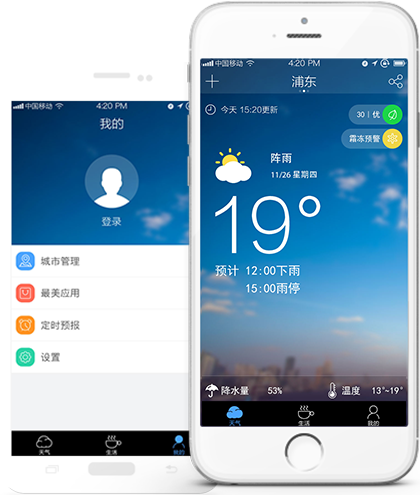 中国移动
4:20 PM
我的
登录
城市管理
最美应用
定时预报
设置
天气
生活
我的
中国移动
4:20 PM
浦东
今天 15:20更新
30 | 优
霜冻预警
阵雨
11/26 星期四
19°
预计 12:00下雨
15:00雨停
降水量 53%
温度 13°~19°
天气
生活
我的